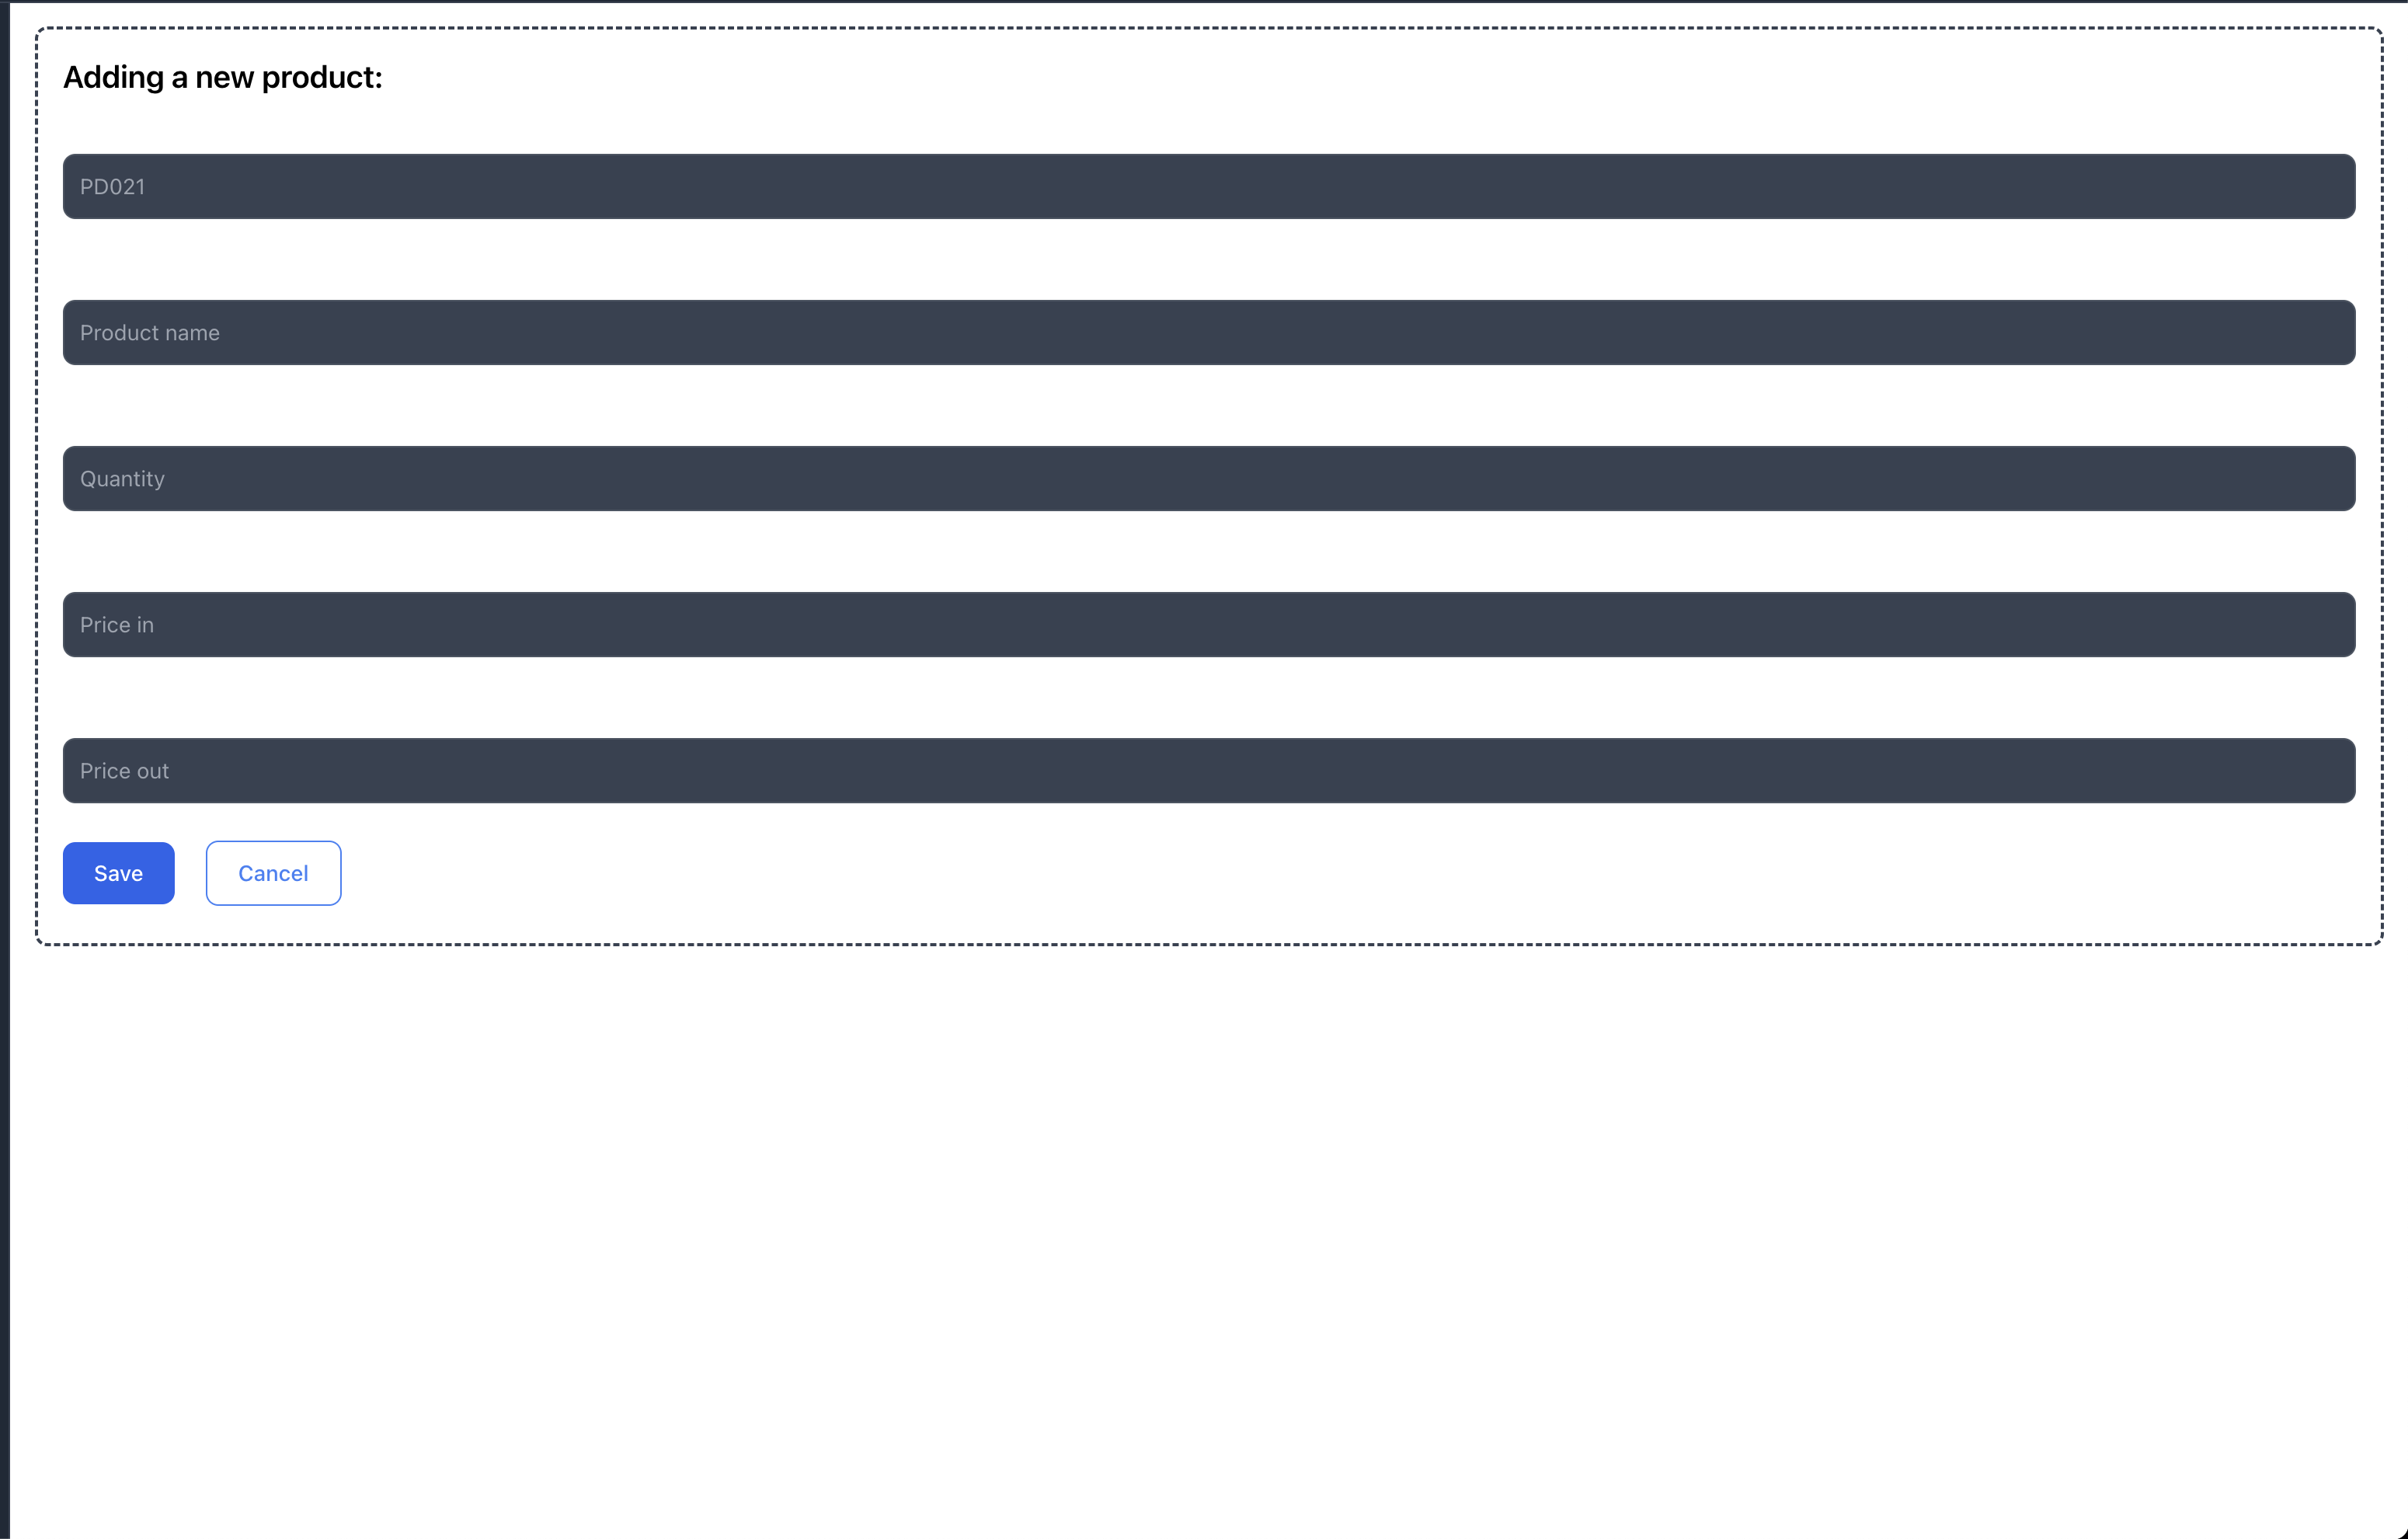 Adding a new product:
PD021
Product name
Quantity
Price in
Price out
Save Cancel